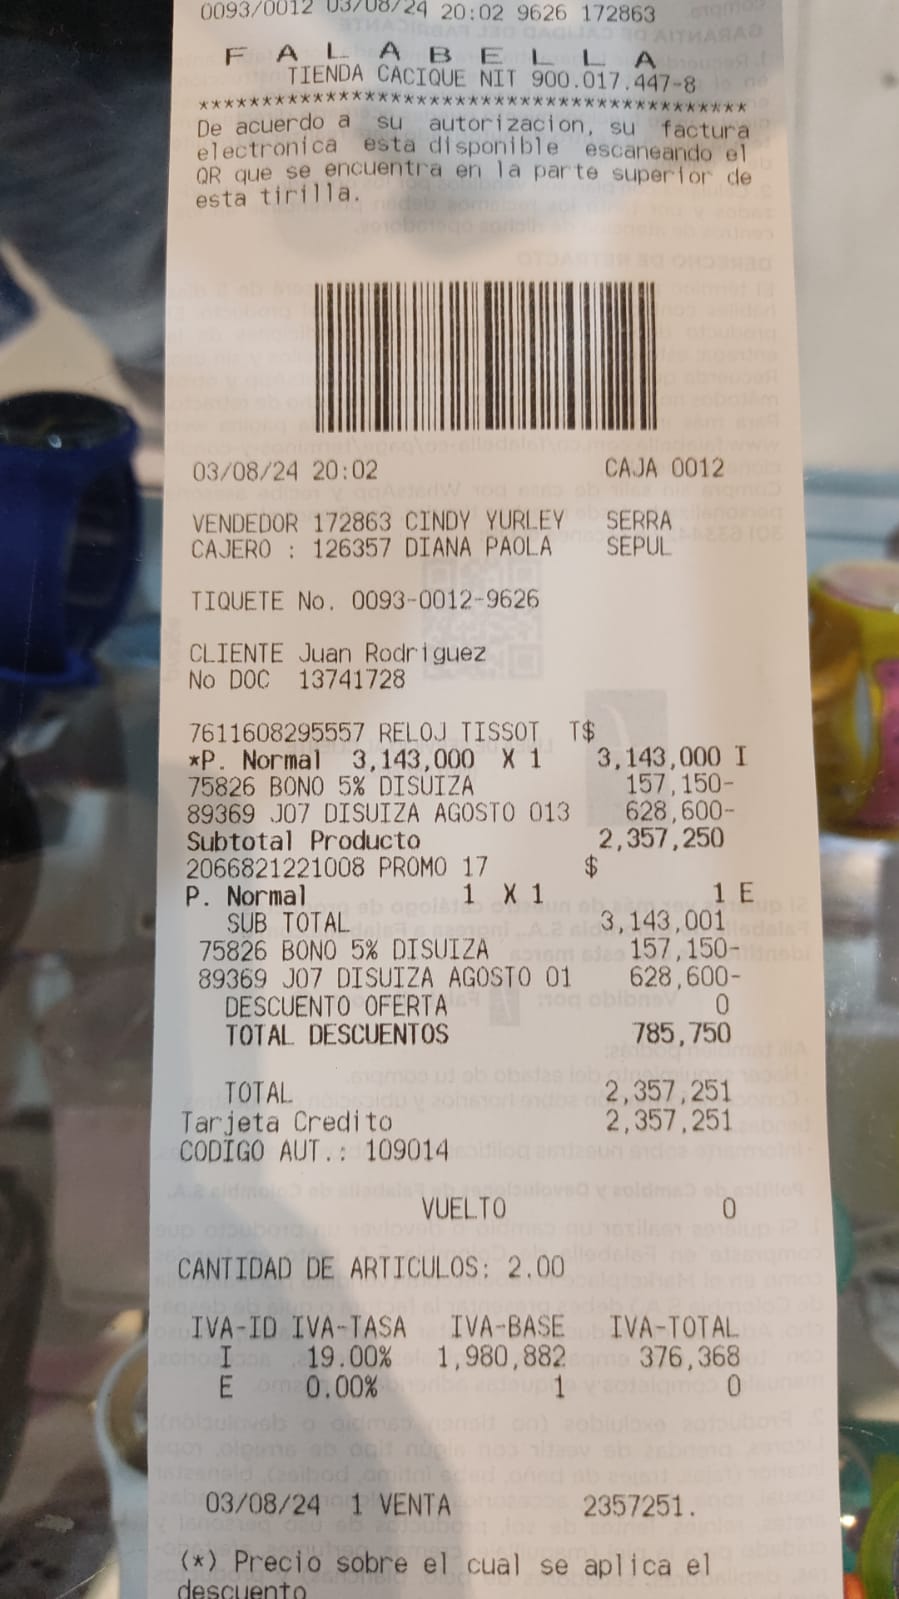 0093/0012 03/08/24 20:02 9626 172863
F A L A B E L L A
TIENDA CACIQUE NIT 900.017.447-8
*******************************************
De acuerdo a su autorizacion, su factura
electronica esta disponible escaneando el
QR que se encuentra en la parte superior de
esta tirilla.
03/08/24 20:02 CAJA 0012
VENDEDOR 172863 CINDY YURLEY SERRA
CAJERO : 126357 DIANA PAOLA SEPUL
TIQUETE No. 0093-0012-9626
CLIENTE Juan Rodriguez
No DOC 13741728
7611608295557 RELOJ TISSOT T$
*P. Normal 3,143,000 X 1 3,143,000 I
75826 BONO 5% DISUIZA 157,150-
89369 J07 DISUIZA AGOSTO 013 628,600-
Subtotal Producto 2,357,250
2066821221008 PROMO 17 $
P. Normal 1 X 1 1 E
SUB TOTAL 3,143,001
75826 BONO 5% DISUIZA 157,150-
89369 J07 DISUIZA AGOSTO 01 628,600-
DESCUENTO OFERTA 0
TOTAL DESCUENTOS 785,750
TOTAL 2,357,251
Tarjeta Credito 2,357,251
CODIGO AUT.: 109014
VUELTO 0
CANTIDAD DE ARTICULOS: 2.00
IVA-ID IVA-TASA IVA-BASE IVA-TOTAL
I 19.00% 1,980,882 376,368
E 0.00% 1 0
03/08/24 1 VENTA 2357251.
(*) Precio sobre el cual se aplica el
descuento